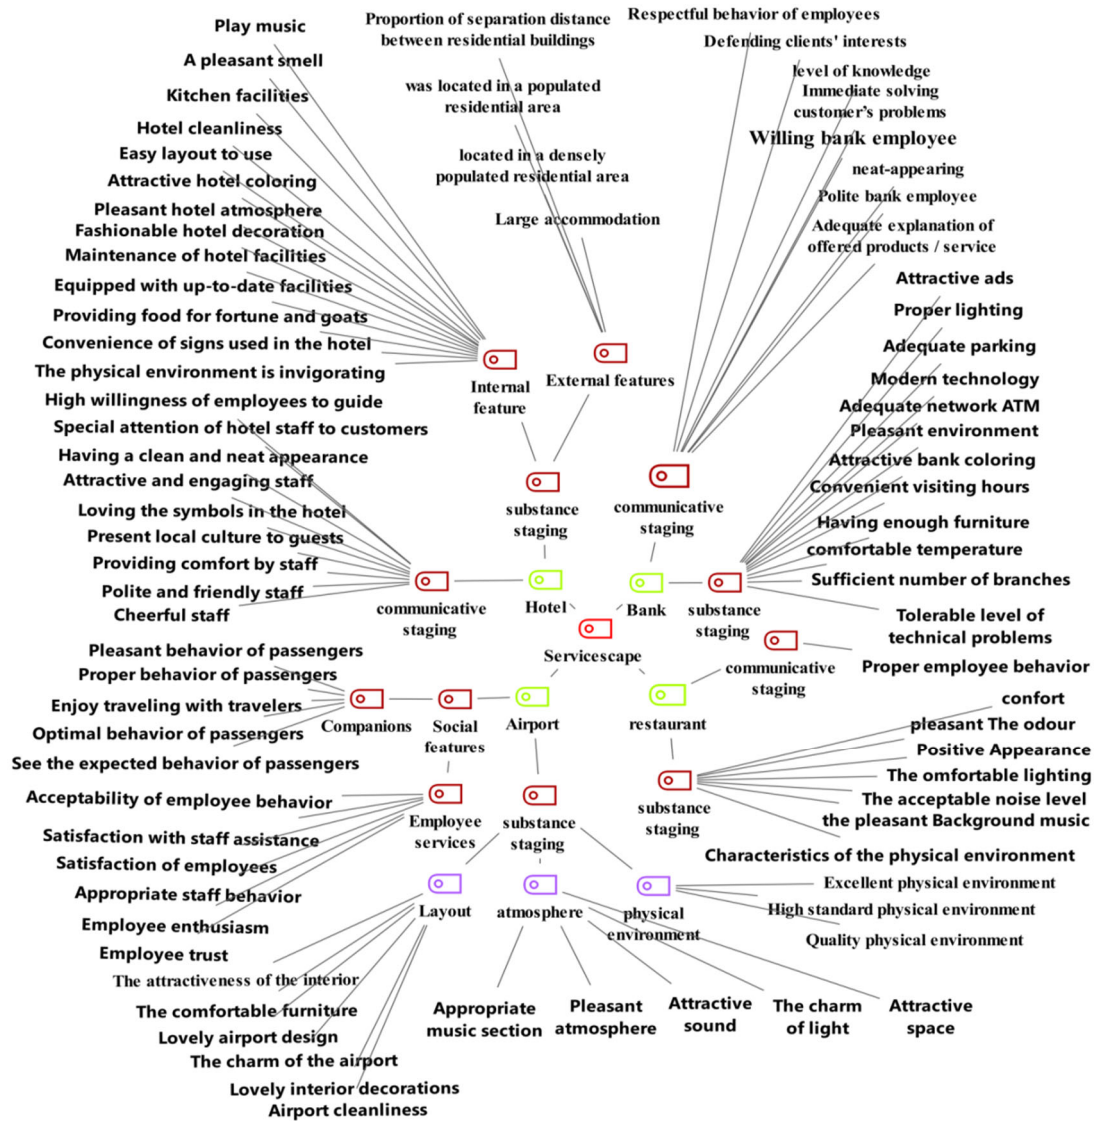 Play music
A pleasant smell
Kitchen facilities
Hotel cleanliness
Easy layout to use
Attractive hotel coloring
Pleasant hotel atmosphere
Fashionable hotel decoration
Maintenance of hotel facilities
Equipped with up-to-date facilities
Providing food for fortune and goats
Convenience of signs used in the hotel
The physical environment is invigorating
Internal
feature
Proportion of separation distance
between residential buildings
was located in a populated
residential area
located in a densely
populated residential area
Large accommodation
External features
substance
staging
Respectful behavior of employees
Defending clients' interests
level of knowledge
Immediate solving
customer's problems
Willing bank employee
neat-appearing
Polite bank employee
Adequate explanation of
offered products / service
communicative
staging
Attractive ads
Proper lighting
Adequate parking
Modern technology
Adequate network ATM
Pleasant environment
Attractive bank coloring
Convenient visiting hours
Having enough furniture
comfortable temperature
Sufficient number of branches
Tolerable level of
technical problems
substance
staging
High willingness of employees to guide
Special attention of hotel staff to customers
Having a clean and neat appearance
Attractive and engaging staff
Loving the symbols in the hotel
Present local culture to guests
Providing comfort by staff
Polite and friendly staff
Cheerful staff
communicative
staging
Hotel
Bank
Servicescape
communicative
staging
Proper employee behavior
Pleasant behavior of passengers
Proper behavior of passengers
Enjoy traveling with travelers
Optimal behavior of passengers
See the expected behavior of passengers
Companions
Social
features
Airport
restaurant
confort
pleasant The odour
Positive Appearance
The omfortable lighting
The acceptable noise level
the pleasant Background music
substance
staging
Acceptability of employee behavior
Satisfaction with staff assistance
Satisfaction of employees
Appropriate staff behavior
Employee enthusiasm
Employee trust
Employee
services
substance
staging
Characteristics of the physical environment
Excellent physical environment
High standard physical environment
Quality physical environment
Layout
atmosphere
physical
environment
The attractiveness of the interior
The comfortable furniture
Lovely airport design
The charm of the airport
Lovely interior decorations
Airport cleanliness
Appropriate
music section
Pleasant
atmosphere
Attractive
sound
The charm
of light
Attractive
space